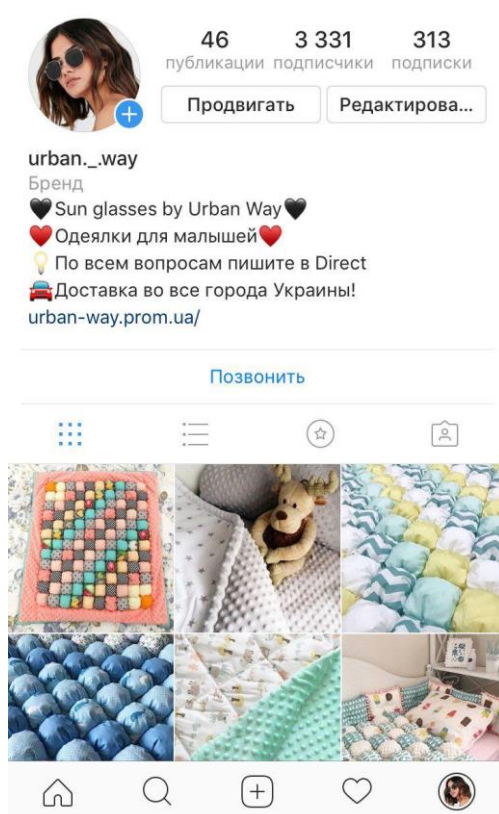 46 3 331 313
публикации подписчики подписки
Продвигать Редактирова...
urban._.way
Бренд
🖤Sun glasses by Urban Way🖤
❤️Одеялки для малышей❤️
💡 По всем вопросам пишите в Direct
🚘Доставка во все города Украины!
urban-way.prom.ua/
Позвонить